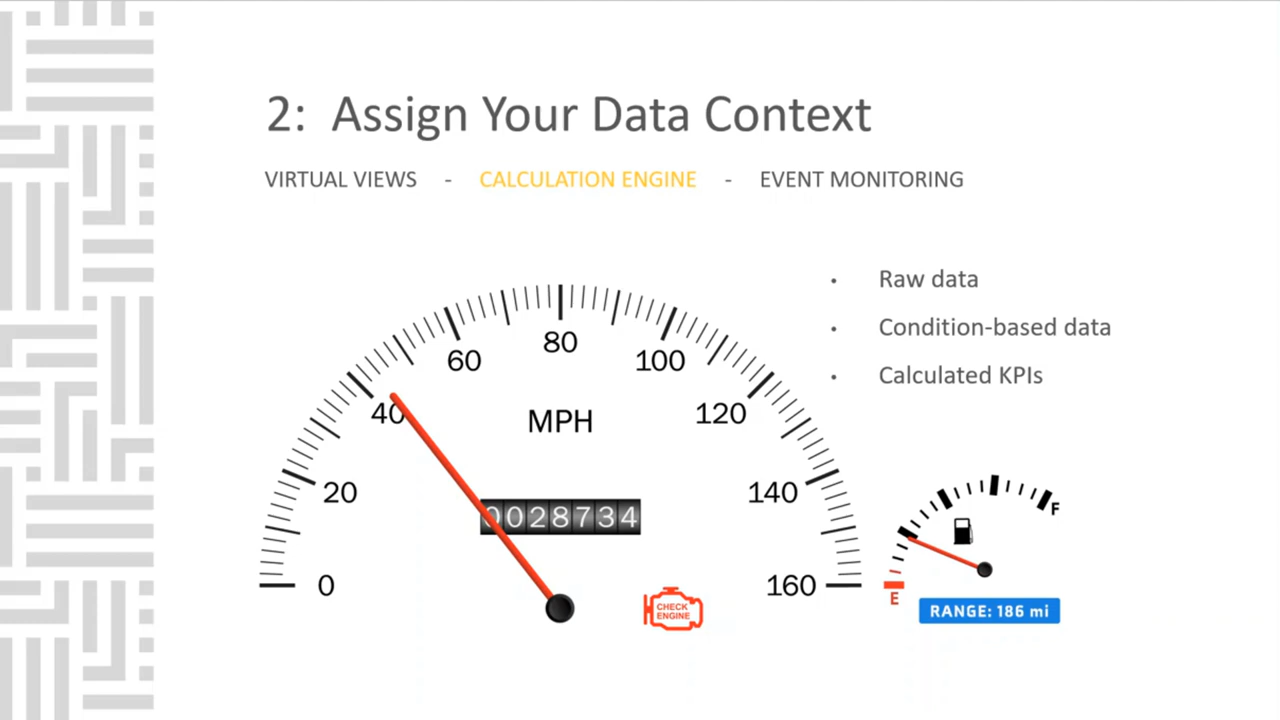 2: Assign Your Data Context
VIRTUAL VIEWS - CALCULATION ENGINE - EVENT MONITORING
• Raw data
• Condition-based data
• Calculated KPIs
0
20
40
60
80
100
120
140
160
MPH
0028734
CHECK
ENGINE
F
E
RANGE: 186 mi